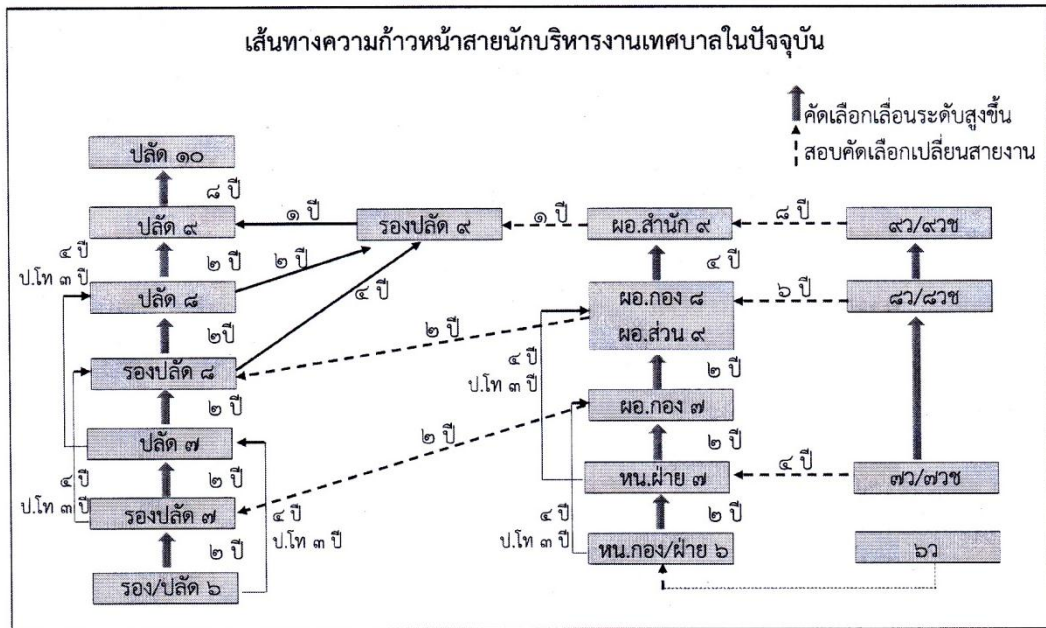 เส้นทางความก้าวหน้าสายนักบริหารงานเทศบาลในปัจจุบัน
คัดเลือกเลื่อนระดับสูงขึ้น
สอบคัดเลือกเปลี่ยนสายงาน
ปลัด ๑๐
๘ ปี
ปลัด ๙
๑ ปี
รองปลัด ๙
๑ ปี
ผอ.สำนัก ๙
๘ ปี
๙ว/๙วช
๔ ปี
ป.โท ๓ ปี
๒ ปี
๒ ปี
๔ ปี
๔ ปี
ปลัด ๘
ผอ.กอง ๘
ผอ.ส่วน ๙
๖ ปี
๘ว/๘วช
๒ปี
๒ ปี
รองปลัด ๘
๔ ปี
ป.โท ๓ ปี
๒ ปี
๒ ปี
ผอ.กอง ๗
ปลัด ๗
๒ ปี
๒ ปี
๔ ปี
ป.โท ๓ ปี
๒ ปี
หน.ฝ่าย ๗
๔ ปี
๗ว/๗วช
รองปลัด ๗
๔ ปี
ป.โท ๓ ปี
๒ ปี
๔ ปี
ป.โท ๓ ปี
๒ ปี
หน.กอง/ฝ่าย ๖
๖ว
รอง/ปลัด ๖